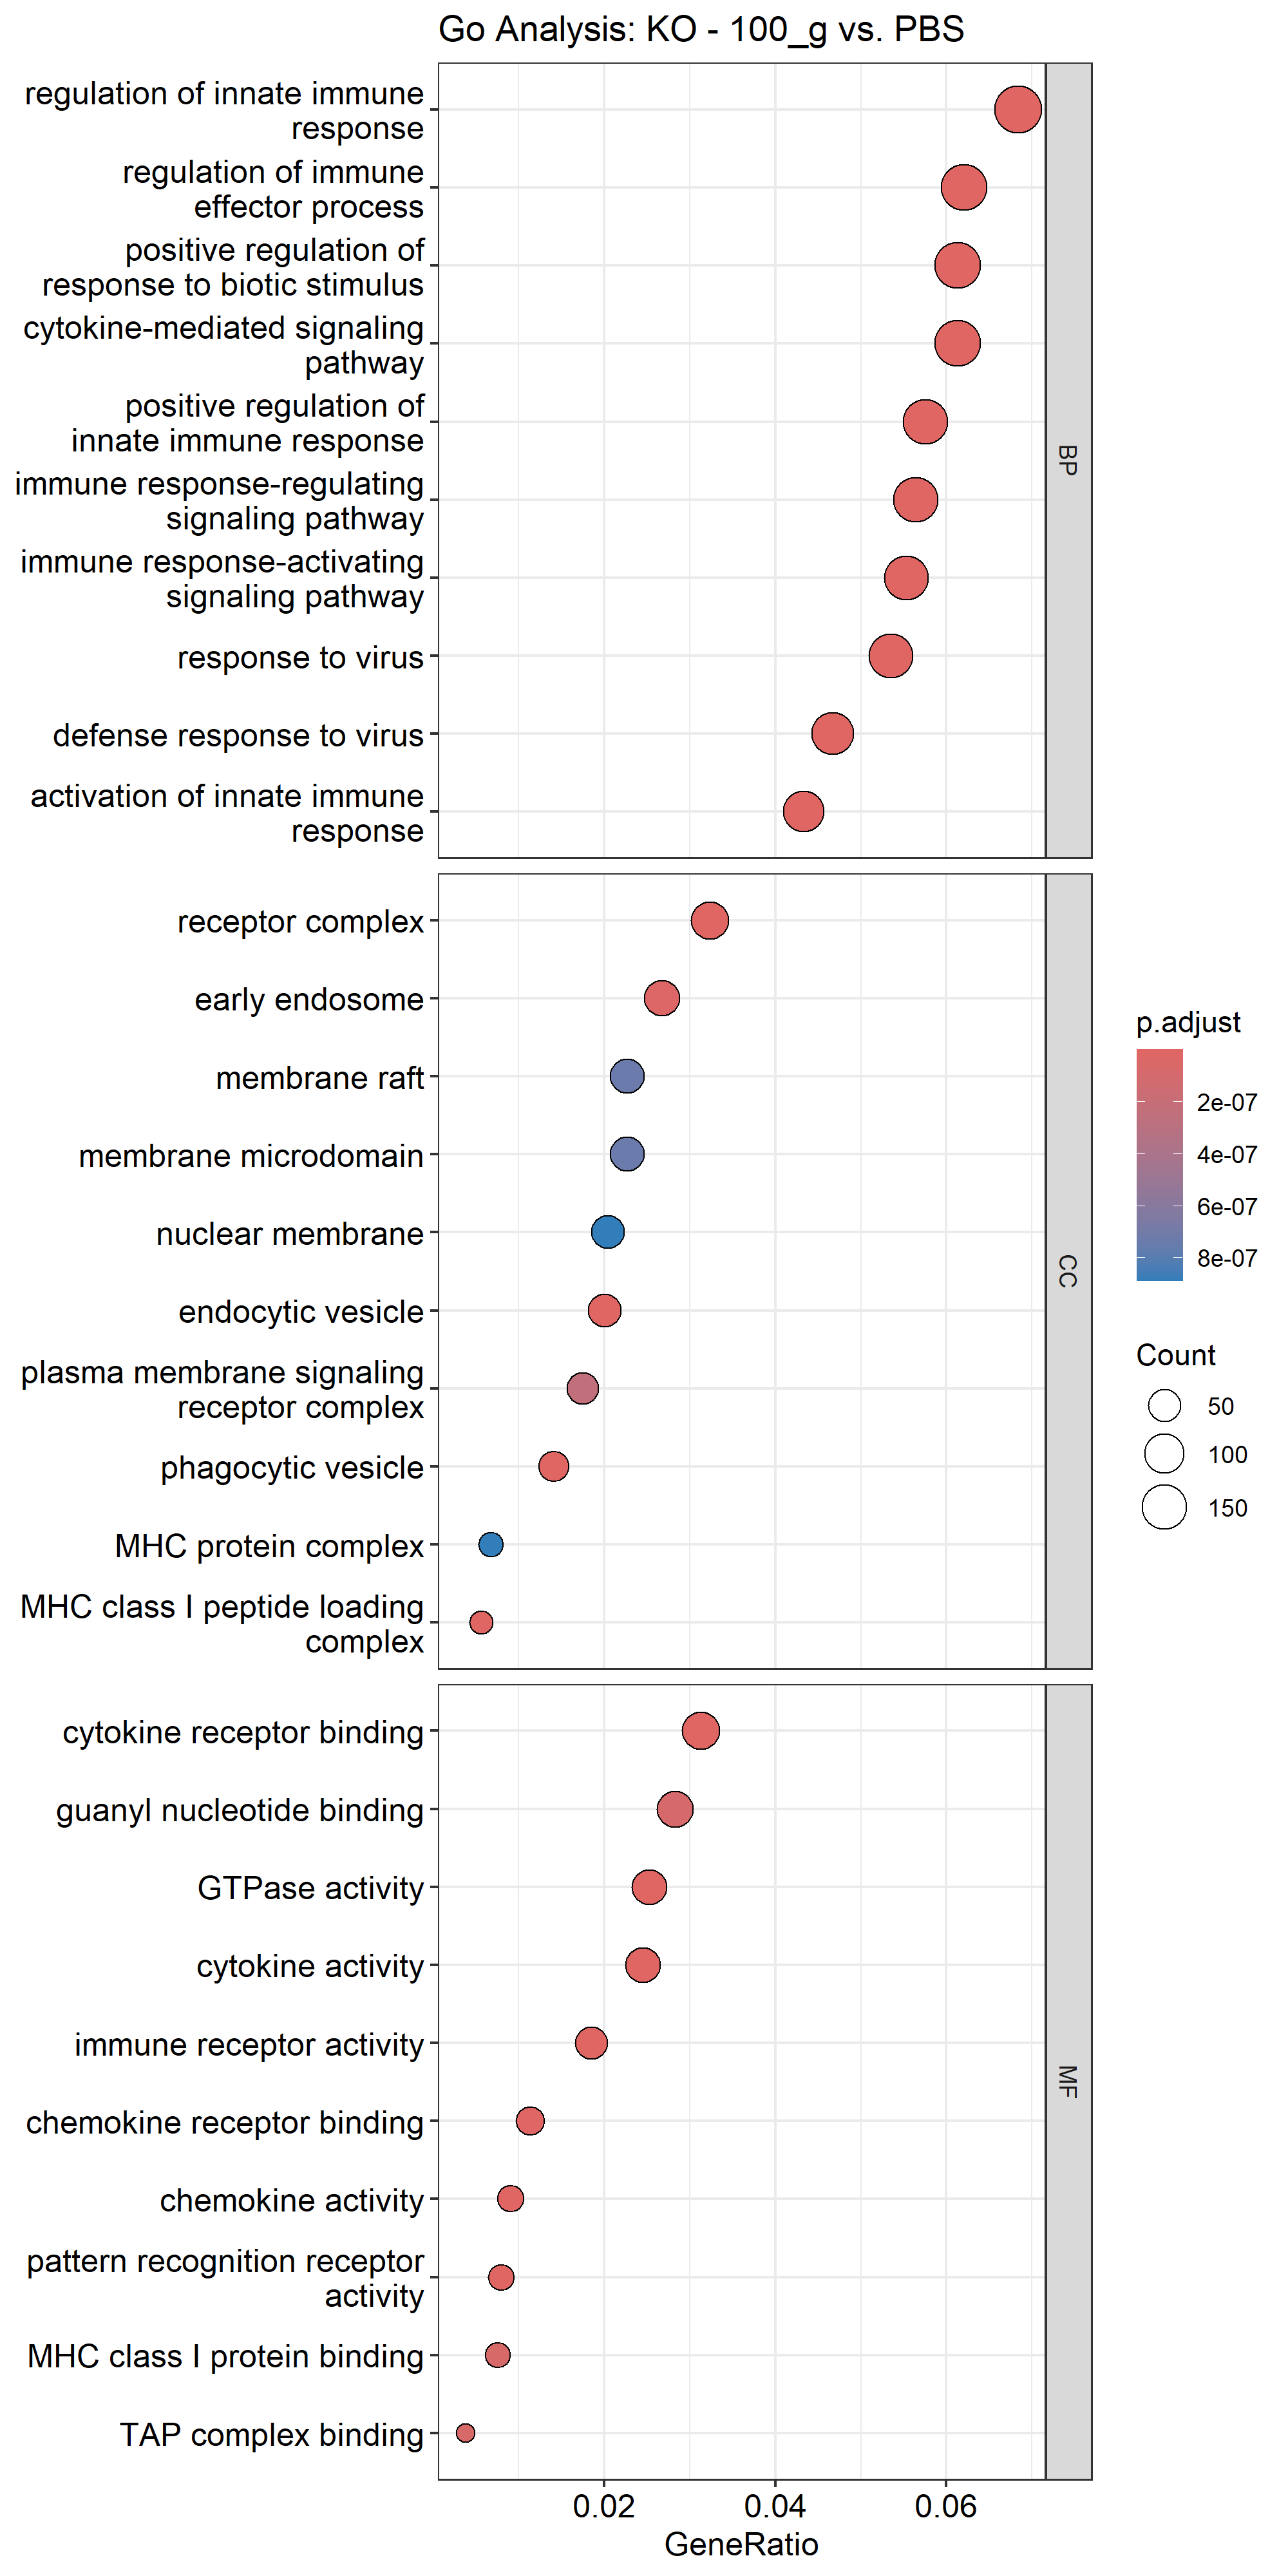 Go Analysis: KO - 100_g vs. PBS
regulation of innate immune
response
regulation of immune
effector process
positive regulation of
response to biotic stimulus
cytokine-mediated signaling
pathway
positive regulation of
innate immune response
immune response-regulating
signaling pathway
immune response-activating
signaling pathway
response to virus
defense response to virus
activation of innate immune
response
BP
receptor complex
early endosome
membrane raft
membrane microdomain
nuclear membrane
endocytic vesicle
plasma membrane signaling
receptor complex
phagocytic vesicle
MHC protein complex
MHC class I peptide loading
complex
CC
cytokine receptor binding
guanyl nucleotide binding
GTPase activity
cytokine activity
immune receptor activity
chemokine receptor binding
chemokine activity
pattern recognition receptor
activity
MHC class I protein binding
TAP complex binding
MF
0.02
0.04
0.06
GeneRatio
p.adjust
2e-07
4e-07
6e-07
8e-07
Count
50
100
150